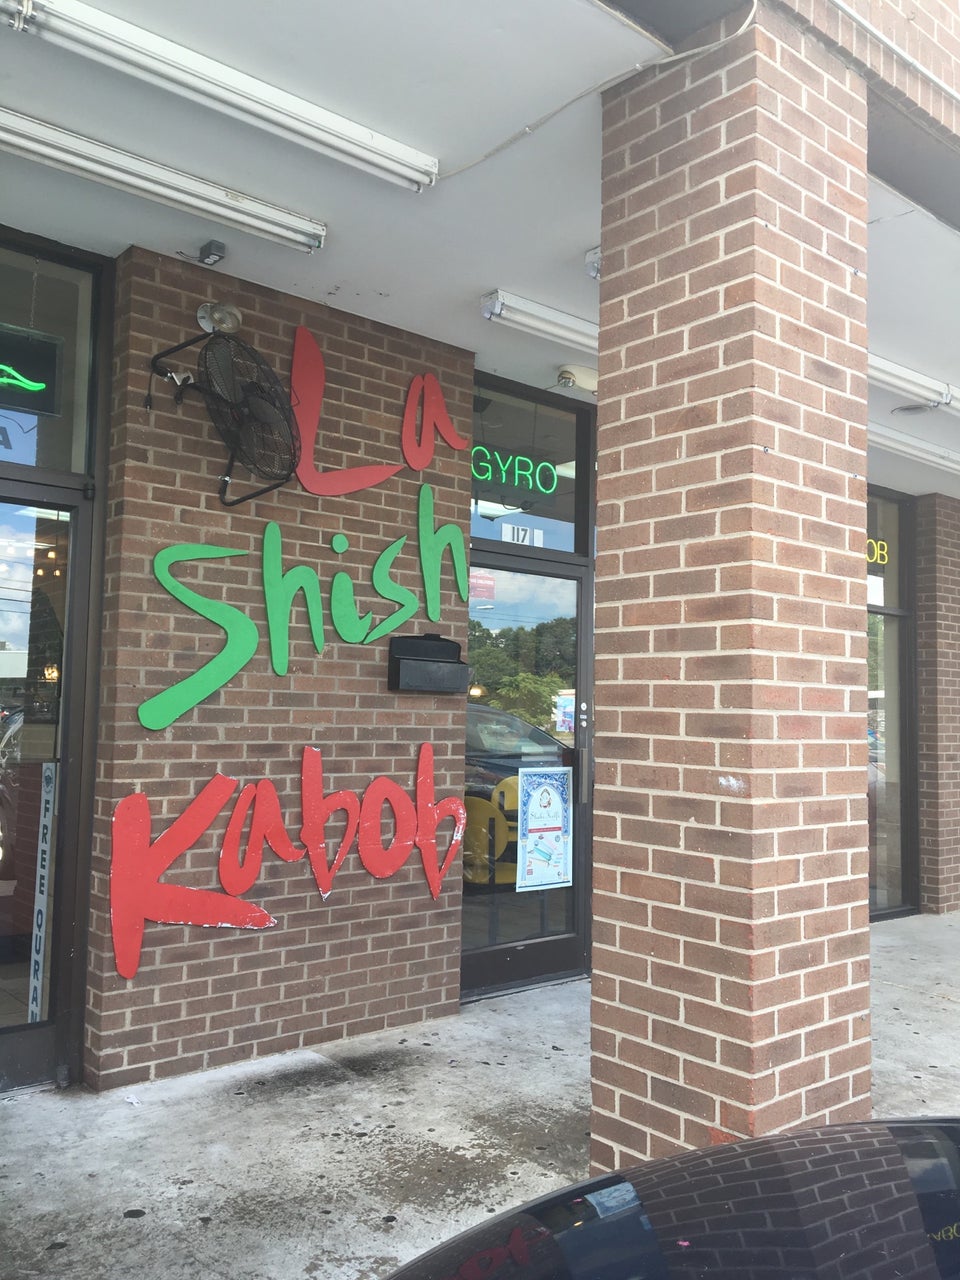 La
Shish
Kabob
GYRO
117
OB
A
FREE QURAN